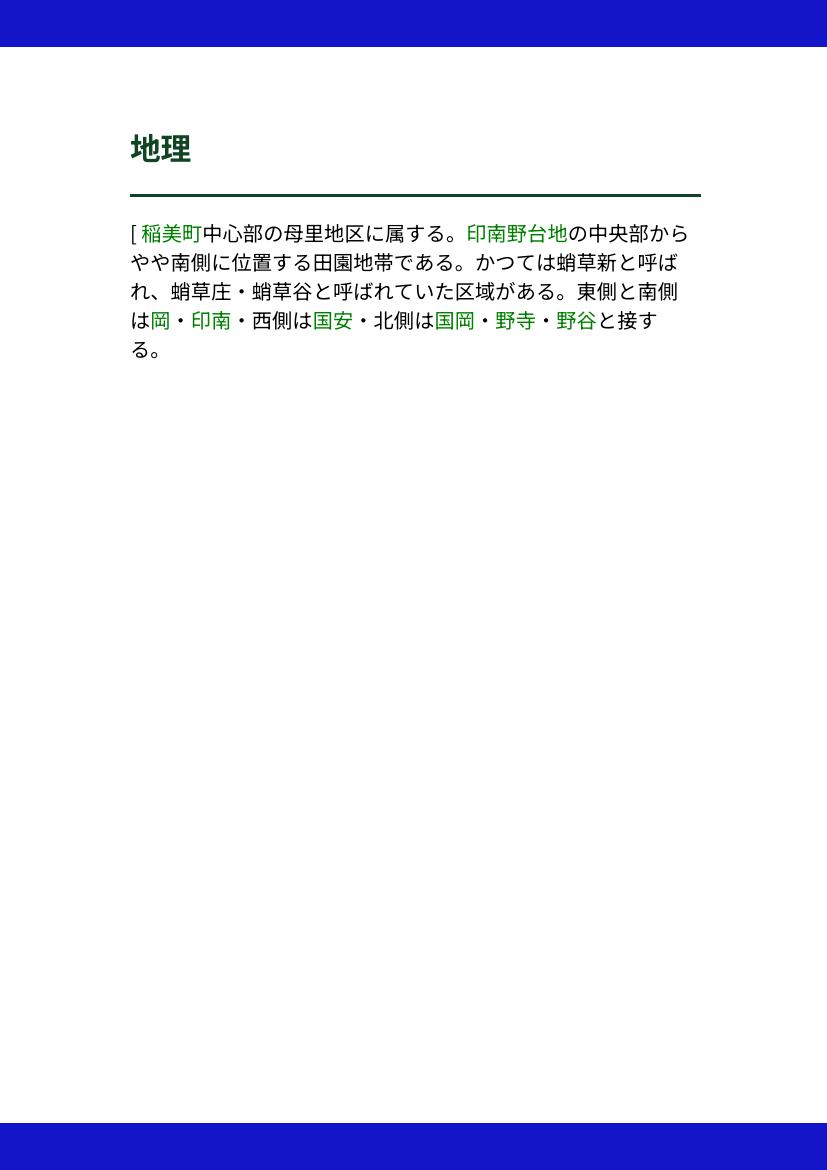 地理
[ 稲美町中心部の母里地区に属する。印南野台地の中央部から
やや南側に位置する田園地帯である。かつては蛸草新と呼ば
れ、蛸草庄・蛸草谷と呼ばれていた区域がある。東側と南側
は岡・印南・西側は国安・北側は国岡・野寺・野谷と接す
る。